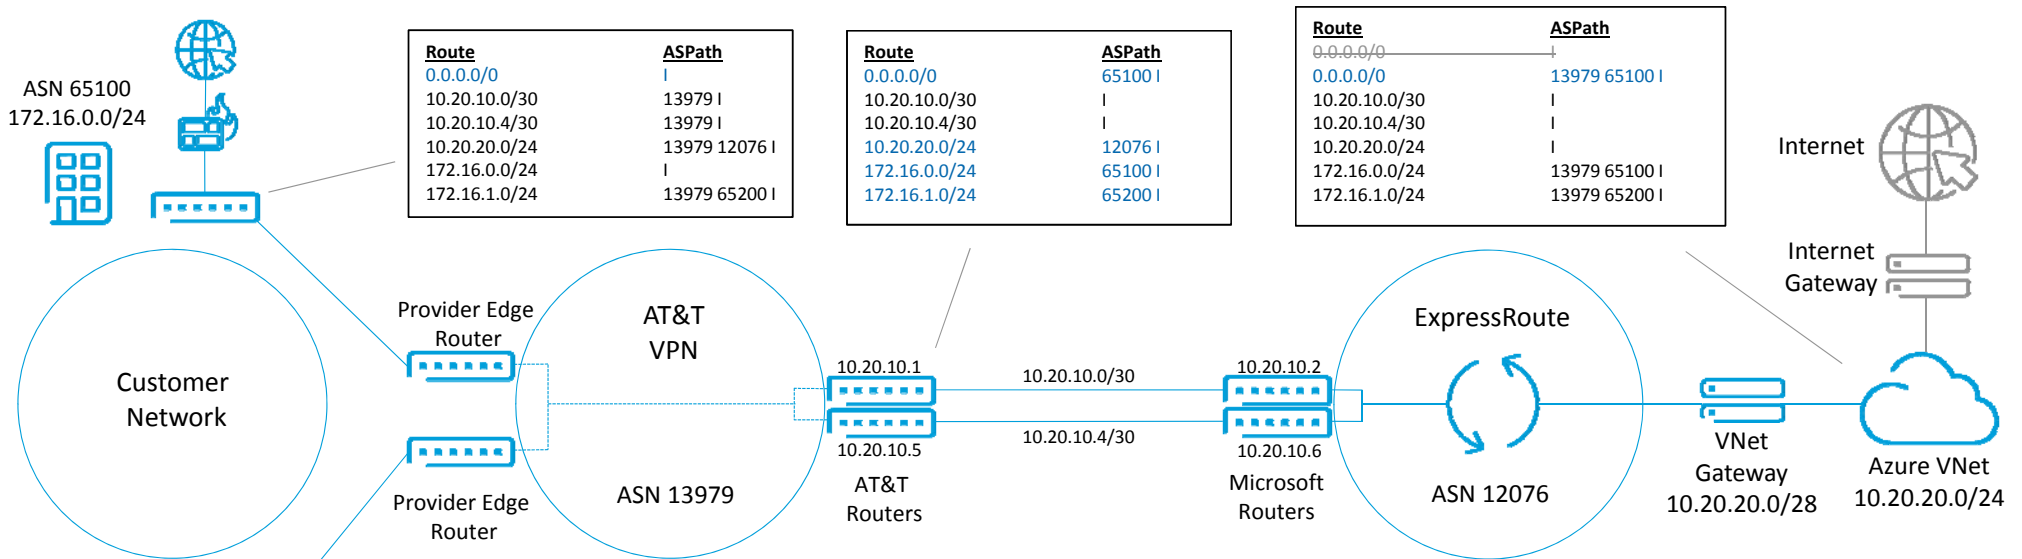 ASN 65100
172.16.0.0/24
Route ASPath
0.0.0.0/0 I
10.20.10.0/30 13979 I
10.20.10.4/30 13979 I
10.20.20.0/24 13979 12076 I
172.16.0.0/24 I
172.16.1.0/24 13979 65200 I
Route ASPath
0.0.0.0/0 65100 I
10.20.10.0/30 I
10.20.10.4/30 I
10.20.20.0/24 12076 I
172.16.0.0/24 65100 I
172.16.1.0/24 65200 I
Route ASPath
0.0.0.0/0 I
0.0.0.0/0 13979 65100 I
10.20.10.0/30 I
10.20.10.4/30 I
10.20.20.0/24 I
172.16.0.0/24 13979 65100 I
172.16.1.0/24 13979 65200 I
Internet
Internet
Gateway
Customer
Network
Provider Edge
Router
Provider Edge
Router
AT&T
VPN
ASN 13979
10.20.10.1
10.20.10.5
AT&T
Routers
10.20.10.0/30
10.20.10.4/30
10.20.10.2
10.20.10.6
Microsoft
Routers
ExpressRoute
ASN 12076
VNet
Gateway
10.20.20.0/28
Azure VNet
10.20.20.0/24